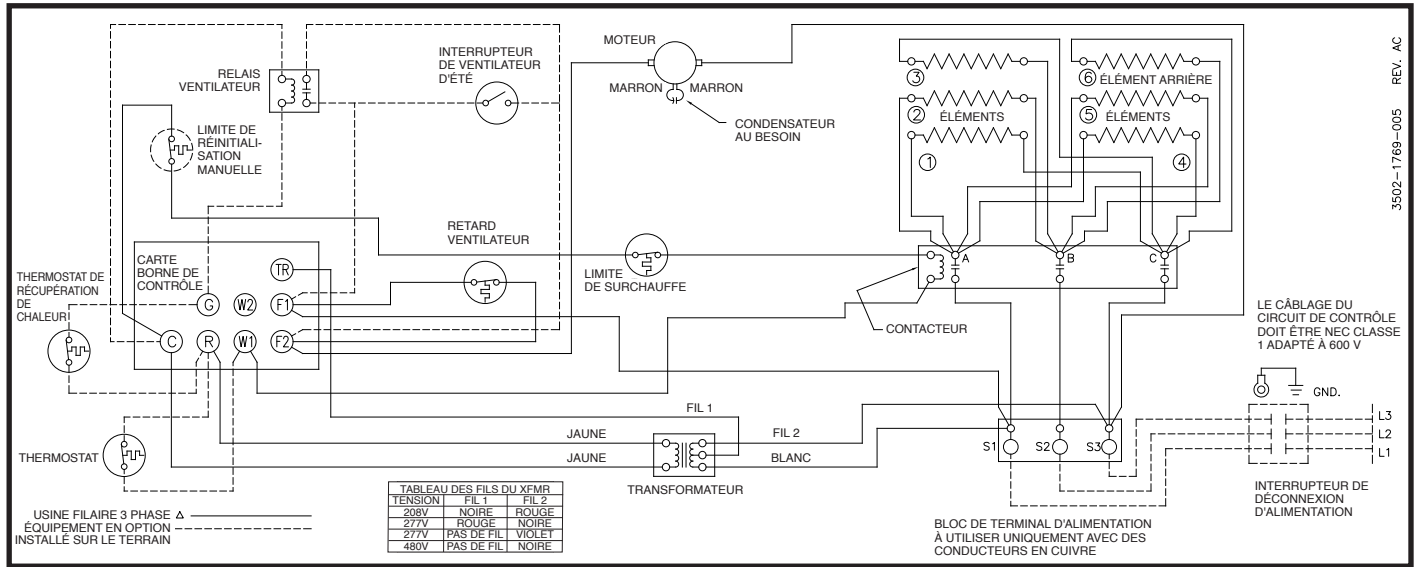 RELAIS
VENTILATEUR
INTERRUPTEUR
DE VENTILATEUR
D'ÉTÉ
MOTEUR
MARRON
MARRON
CONDENSATEUR
AU BESOIN
3
2
ÉLÉMENTS
1
6
ÉLÉMENT ARRIÈRE
5
ÉLÉMENTS
4
3502-1769-005 REV. AC
LIMITE DE
RÉINITIALI-
SATION
MANUELLE
RETARD
VENTILATEUR
LIMITE
DE SURCHAUFFE
A
B
C
CONTACTEUR
CARTE
BORNE DE
CONTRÔLE
TR
G
W2
F1
C
R
W1
F2
THERMOSTAT DE
RÉCUPÉRATION
DE
CHALEUR
THERMOSTAT
LE CÂBLAGE DU
CIRCUIT DE CONTRÔLE
DOIT ÊTRE NEC CLASSE
1 ADAPTÉ À 600 V
GND.
L3
L2
L1
FIL 1
JAUNE
JAUNE
FIL 2
BLANC
TRANSFORMATEUR
S1
S2
S3
INTERRUPTEUR DE
DÉCONNEXION
D'ALIMENTATION
BLOC DE TERMINAL D'ALIMENTATION
À UTILISER UNIQUEMENT AVEC DES
CONDUCTEURS EN CUIVRE
TABLEAU DES FILS DU XFMR
TENSION FIL 1 FIL 2
208V NOIRE ROUGE
277V ROUGE NOIRE
277V PAS DE FIL VIOLET
480V PAS DE FIL NOIRE
USINE FILAIRE 3 PHASE Δ
ÉQUIPEMENT EN OPTION
INSTALLÉ SUR LE TERRAIN